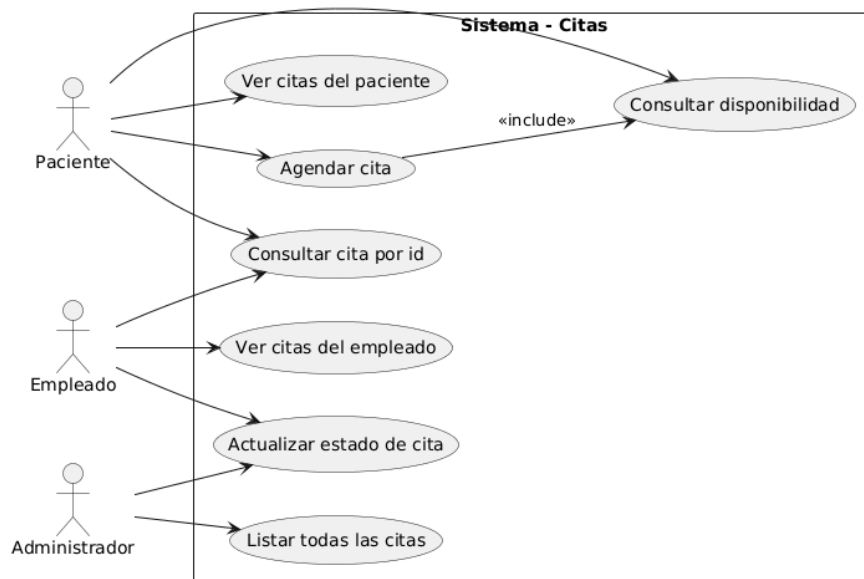 Sistema - Citas
Ver citas del paciente
Consultar disponibilidad
«include»
Paciente
Agendar cita
Consultar cita por id
Ver citas del empleado
Empleado
Actualizar estado de cita
Administrador
Listar todas las citas